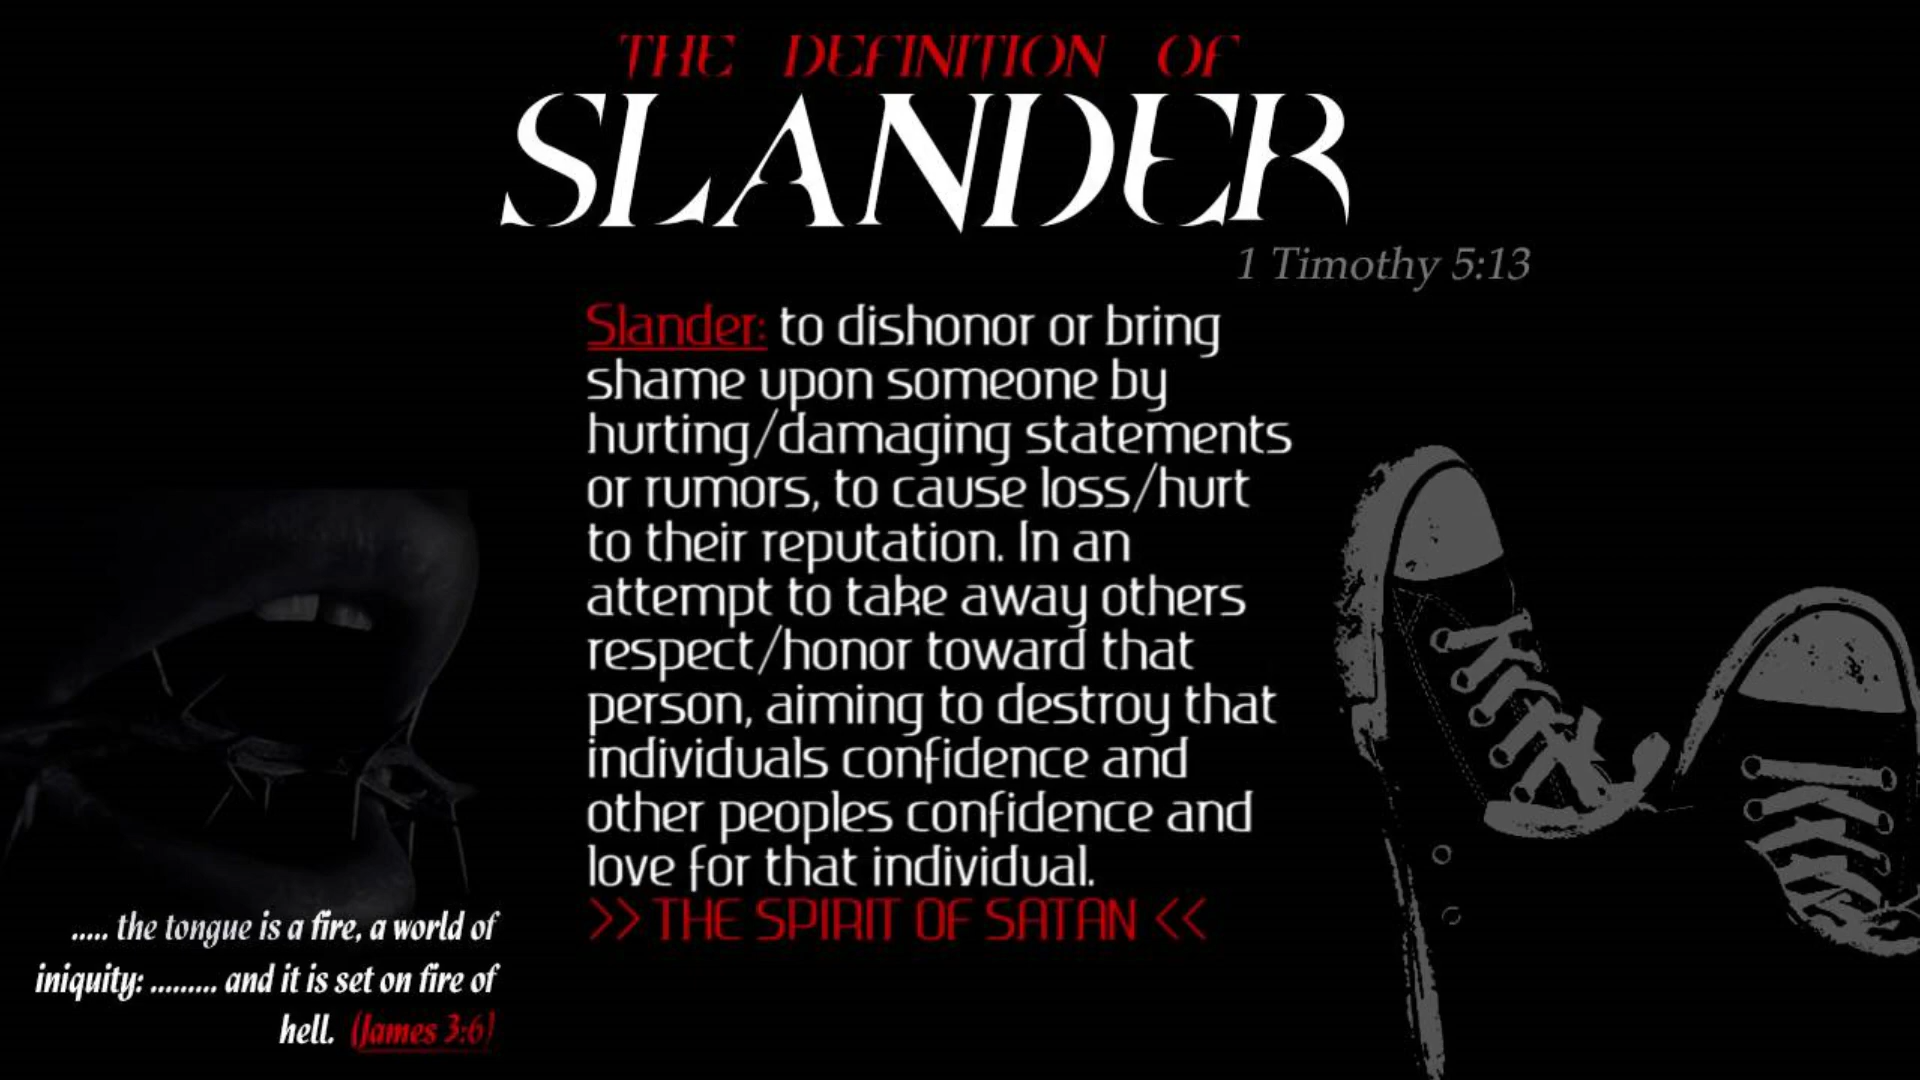 THE DEFINITION OF
SLANDER
1 Timothy 5:13
Slander: to dishonor or bring
shame upon someone by
hurting/damaging statements
or rumors, to cause loss/hurt
to their reputation. In an
attempt to take away others
respect/honor toward that
person, aiming to destroy that
individuals confidence and
other peoples confidence and
love for that individual.
>> THE SPIRIT OF SATAN <<
..... the tongue is a fire, a world of
iniquity: ......... and it is set on fire of
hell. (James 3:6)